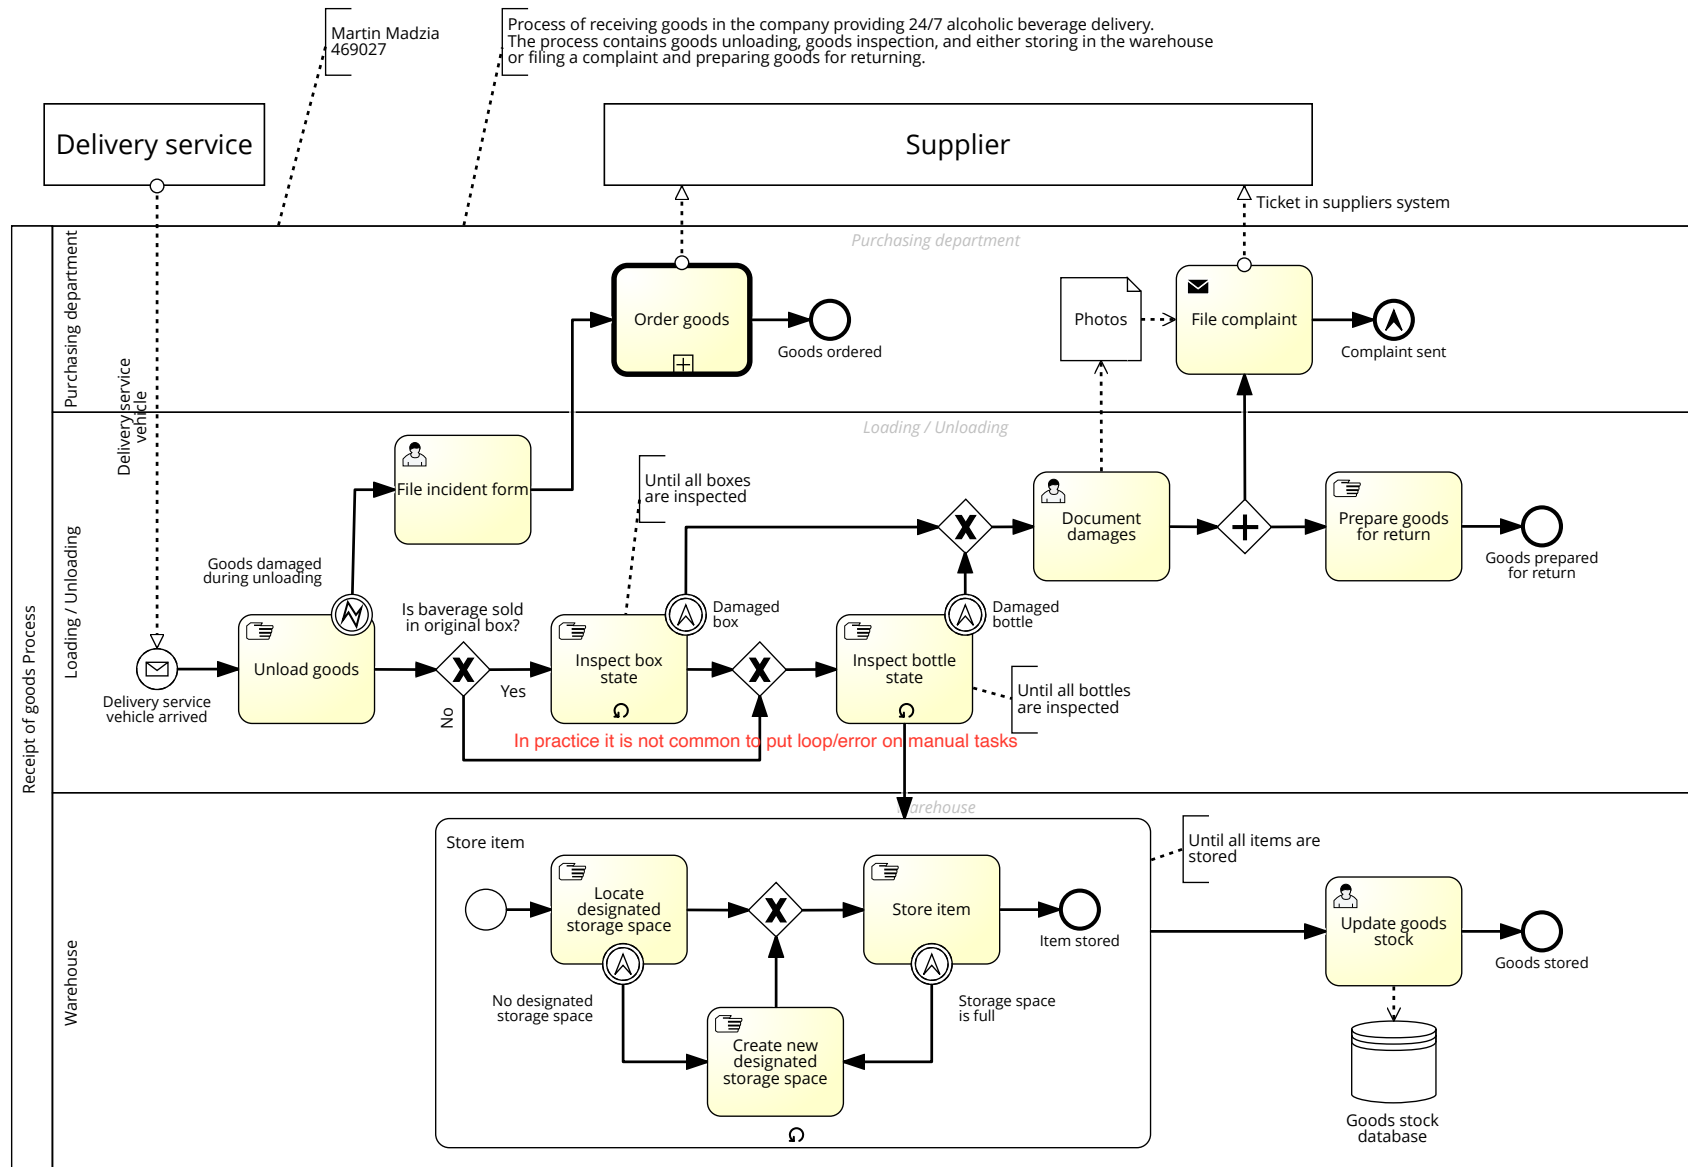 Martin Madzia
469027
Process of receiving goods in the company providing 24/7 alcoholic beverage delivery.
The process contains goods unloading, goods inspection, and either storing in the warehouse
or filing a complaint and preparing goods for returning.
Delivery service
Supplier
Ticket in suppliers system
Receipt of goods Process
Purchasing department
Purchasing department
Delivery service
vehicle
Order goods
Goods ordered
Photos
File complaint
Complaint sent
Loading / Unloading
Loading / Unloading
File incident form
Until all boxes
are inspected
Document
damages
Prepare goods
for return
Goods prepared
for return
Goods damaged
during unloading
Is baverage sold
in original box?
Damaged
box
Damaged
bottle
Unload goods
Yes
No
Inspect box
state
Inspect bottle
state
Until all bottles
are inspected
Delivery service
vehicle arrived
In practice it is not common to put loop/error on manual tasks
Warehouse
arehouse
Store item
Until all items are
stored
Locate
designated
storage space
Store item
Item stored
No designated
storage space
Storage space
is full
Create new
designated
storage space
Update goods
stock
Goods stored
Goods stock
database